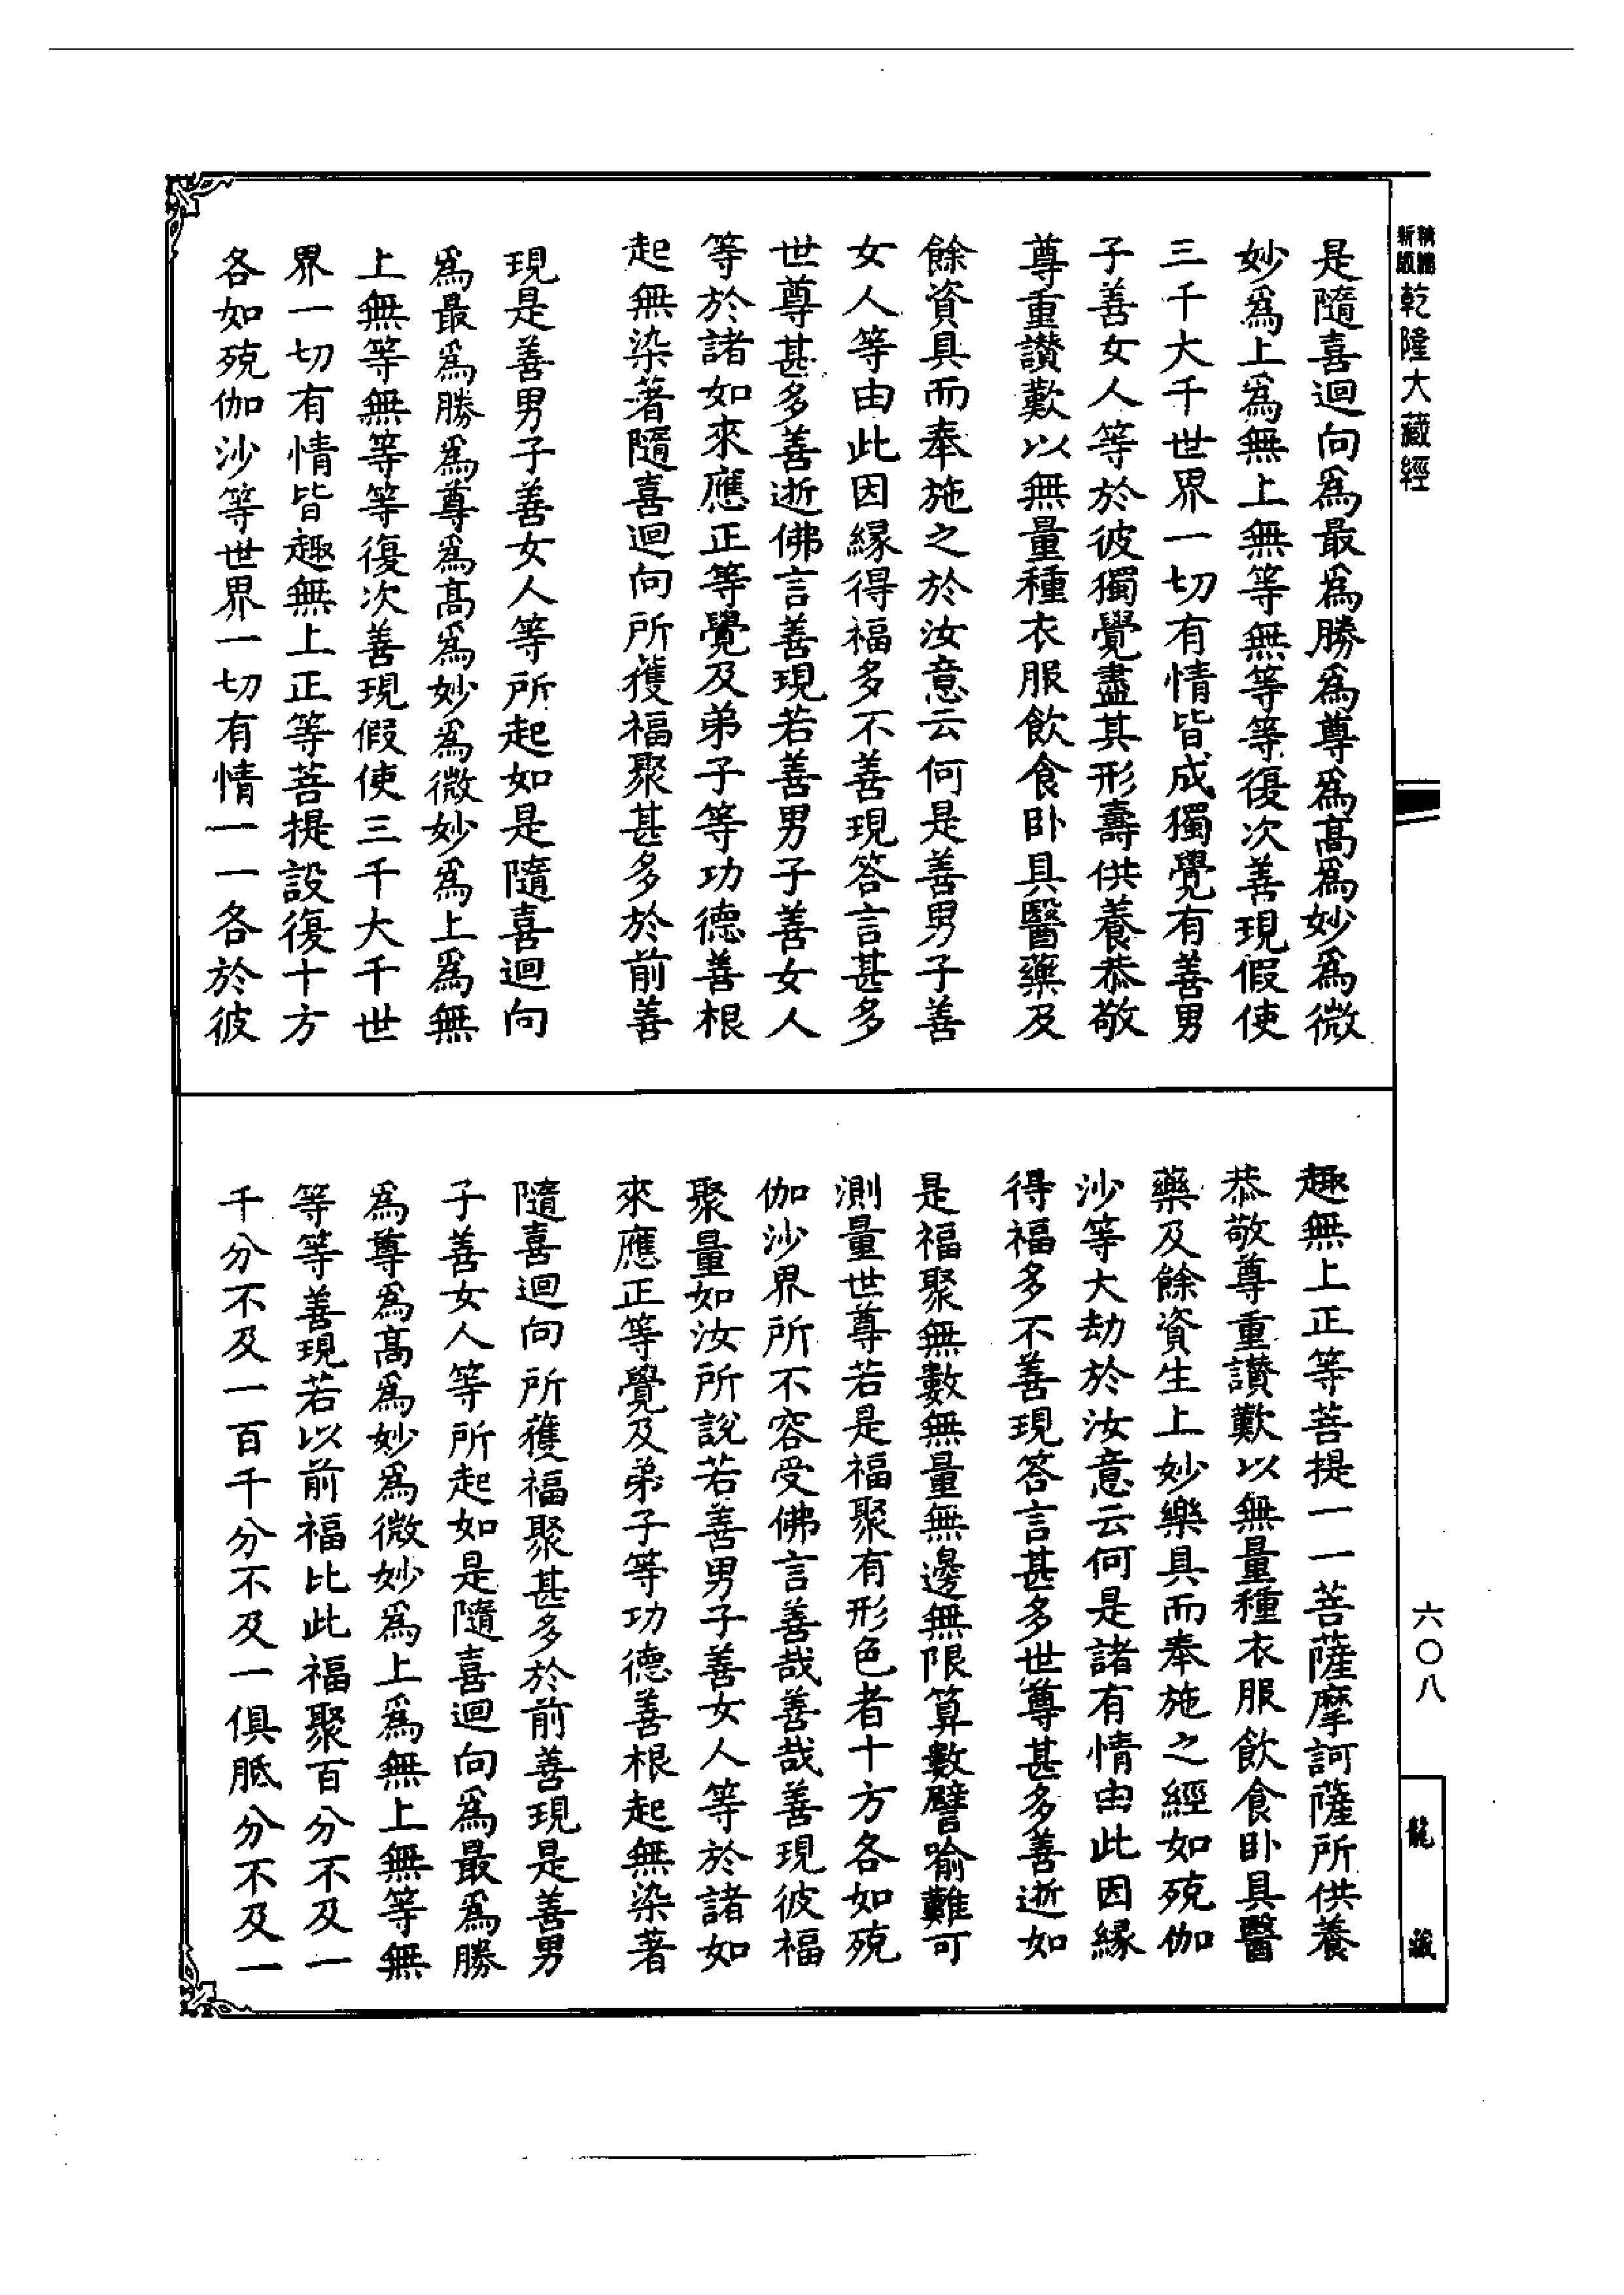 新版
精縮
乾隆大藏經
是隨喜迴向爲最爲勝爲尊爲髙爲妙爲微
妙爲上爲無上無等無等等復次善現假使
三千大千世界一切有情皆成獨覺有善男
子善女人等於彼獨覺盡其形壽供養恭敬
尊重讃歎以無量種衣服飲食卧具醫藥及
餘資具而奉施之於汝意云何是善男子善
女人等由此因緣得福多不善現答言甚多
世尊甚多善逝佛言善現若善男子善女人
等於諸如來應正等覺及弟子等功德善根
起無染著隨喜迴向所獲福聚甚多於前善
現是善男子善女人等所起如是隨喜迴向
爲最爲勝爲尊爲髙爲妙爲微妙爲上爲無
上無等無等等復次善現假使三千大千世
界一切有情皆趣無上正等菩提設復十方
各如殑伽沙等世界一切有情一一各於彼
趣無上正等菩提一一菩薩摩訶薩所供養
恭敬尊重讃歎以無量種衣服飲食卧具醫
藥及餘資生上妙樂具而奉施之經如殑伽
沙等大劫於汝意云何是諸有情由此因緣
得福多不善現答言甚多世尊甚多善逝如
是福聚無數無量無邊無限算數譬喻難可
測量世尊若是福聚有形色者十方各如殑
伽沙界所不容受佛言善哉善哉善現彼福
聚量如汝所說若善男子善女人等於諸如
來應正等覺及弟子等功德善根起無染著
隨喜迴向所獲福聚甚多於前善現是善男
子善女人等所起如是隨喜迴向爲最爲勝
爲尊爲髙爲妙爲微妙爲上爲無上無等無
等等善現若以前福比此福聚百分不及一
千分不及一百千分不及一俱胝分不及一
六〇八
龍藏